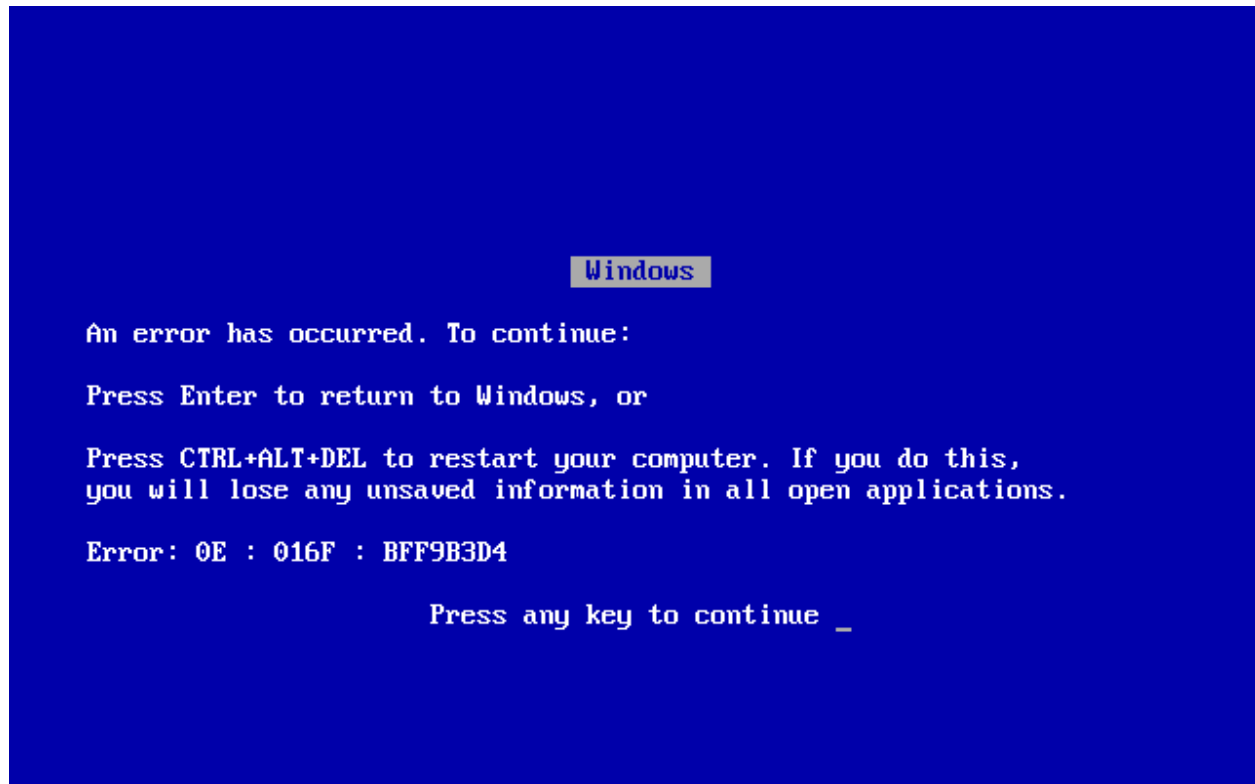 Windows
An error has occurred. To continue:
Press Enter to return to Windows, or
Press CTRL+ALT+DEL to restart your computer. If you do this,
you will lose any unsaved information in all open applications.
Error: 0E : 016F : BFF9B3D4
Press any key to continue _